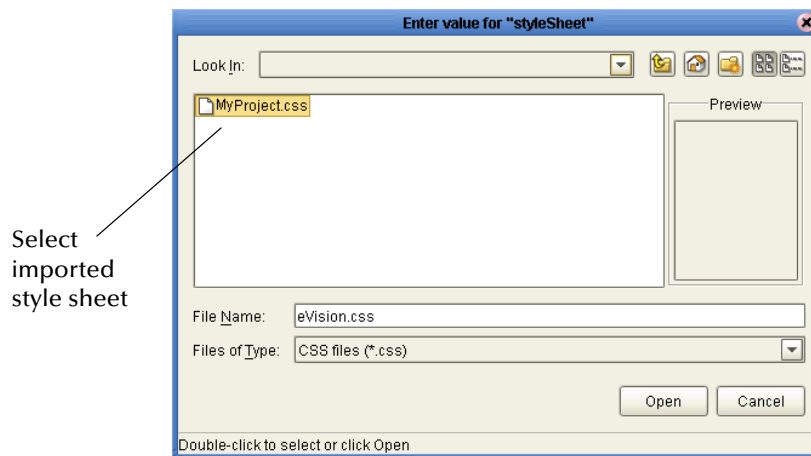 Enter value for "styleSheet"
Look In:
MyProject.css
Preview
Select
imported
style sheet
File Name: eVision.css
Files of Type: CSS files (*.css)
Open Cancel
Double-click to select or click Open